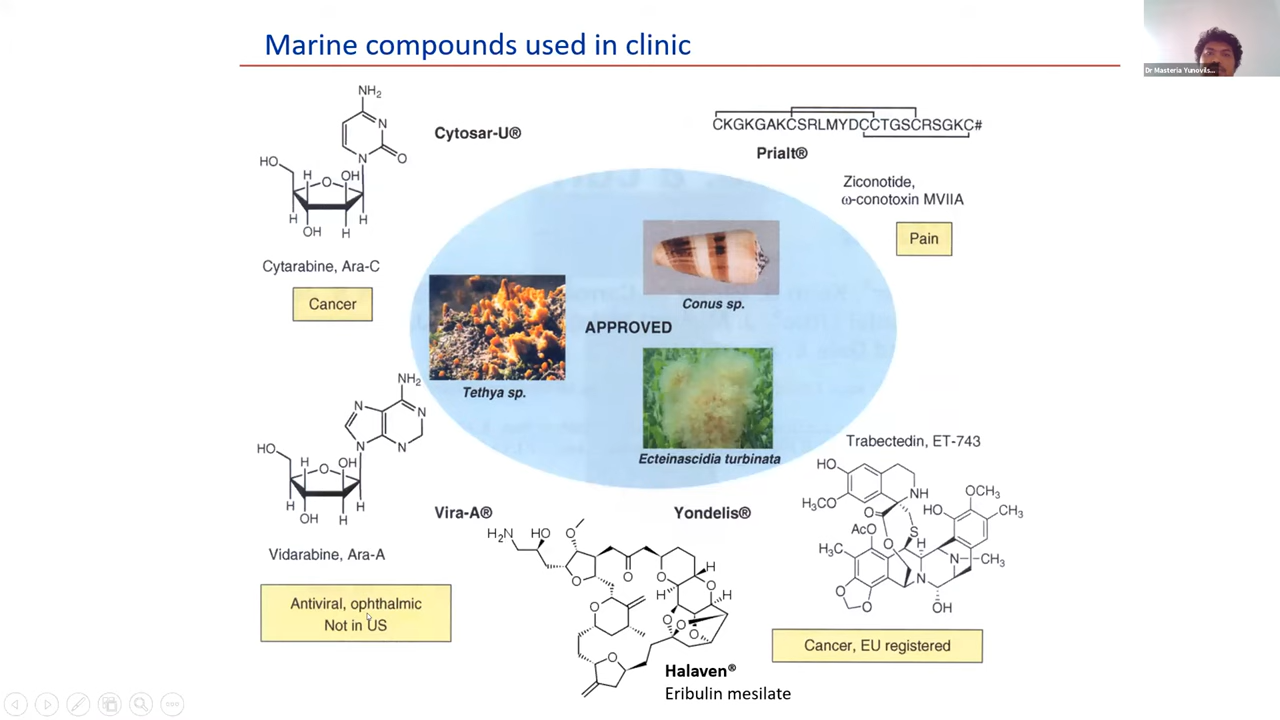 Marine compounds used in clinic
Dr Masteria Yunovils...
Cytosar-U®
Cytarabine, Ara-C
Cancer
CKGKGAKCSRLMYDCCTGSCRSGKC#
Prialt®
Ziconotide,
ω-conotoxin MVIIA
Pain
Conus sp.
APPROVED
Tethya sp.
Ecteinascidia turbinata
Vira-A®
Vidarabine, Ara-A
Antiviral, ophthalmic
Not in US
Yondelis®
Trabectedin, ET-743
Cancer, EU registered
Halaven®
Eribulin mesilate
NH2
N
N
O
HO
O
H
OH
H
H
OH
H
NH2
N
N
N
N
HO
O
H
OH
H
H
OH
H
H2N
HO
O
O
O
O
O
H
H
H
O
O
O
O
O
HO
H3CO
NH
O
O
AcO
H3C
S
H
HO
OCH3
CH3
N
CH3
N
O
O
OH